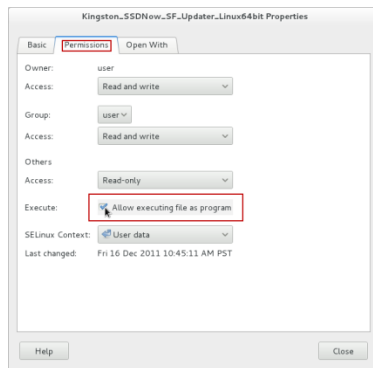 Kingston_SSDNow_SF_Updater_Linux64bit Properties
Basic Permissions Open With
Owner: user
Access: Read and write
Group: user
Access: Read and write
Others
Access: Read-only
Execute: Allow executing file as program
SELinux Context: User data
Last changed: Fri 16 Dec 2011 10:45:11 AM PST
Help Close